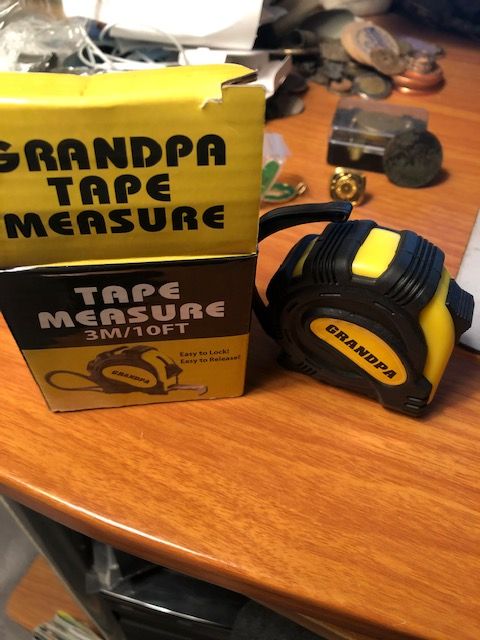 GRANDPA
TAPE
MEASURE
TAPE
MEASURE
3M/10FT
Easy to Lock!
Easy to Release!
GRANDPA
GRANDPA